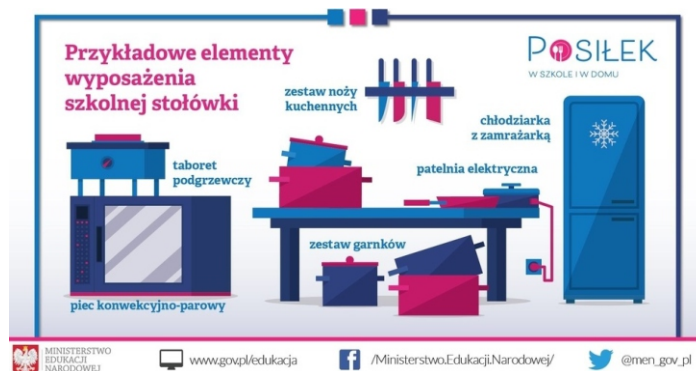 Przykładowe elementy
wyposażenia
szkolnej stołówki
POSIŁEK
W SZKOLE I W DOMU
zestaw noży
kuchennych
chłodziarka
z zamrażarką
taboret
podgrzewczy
patelnia elektryczna
zestaw garnków
piec konwekcyjno-parowy
MINISTERSTWO
EDUKACJI
NARODOWEJ
www.gov.pl/edukacja
/Ministerstwo.Edukacji.Narodowej/
@men_gov_pl